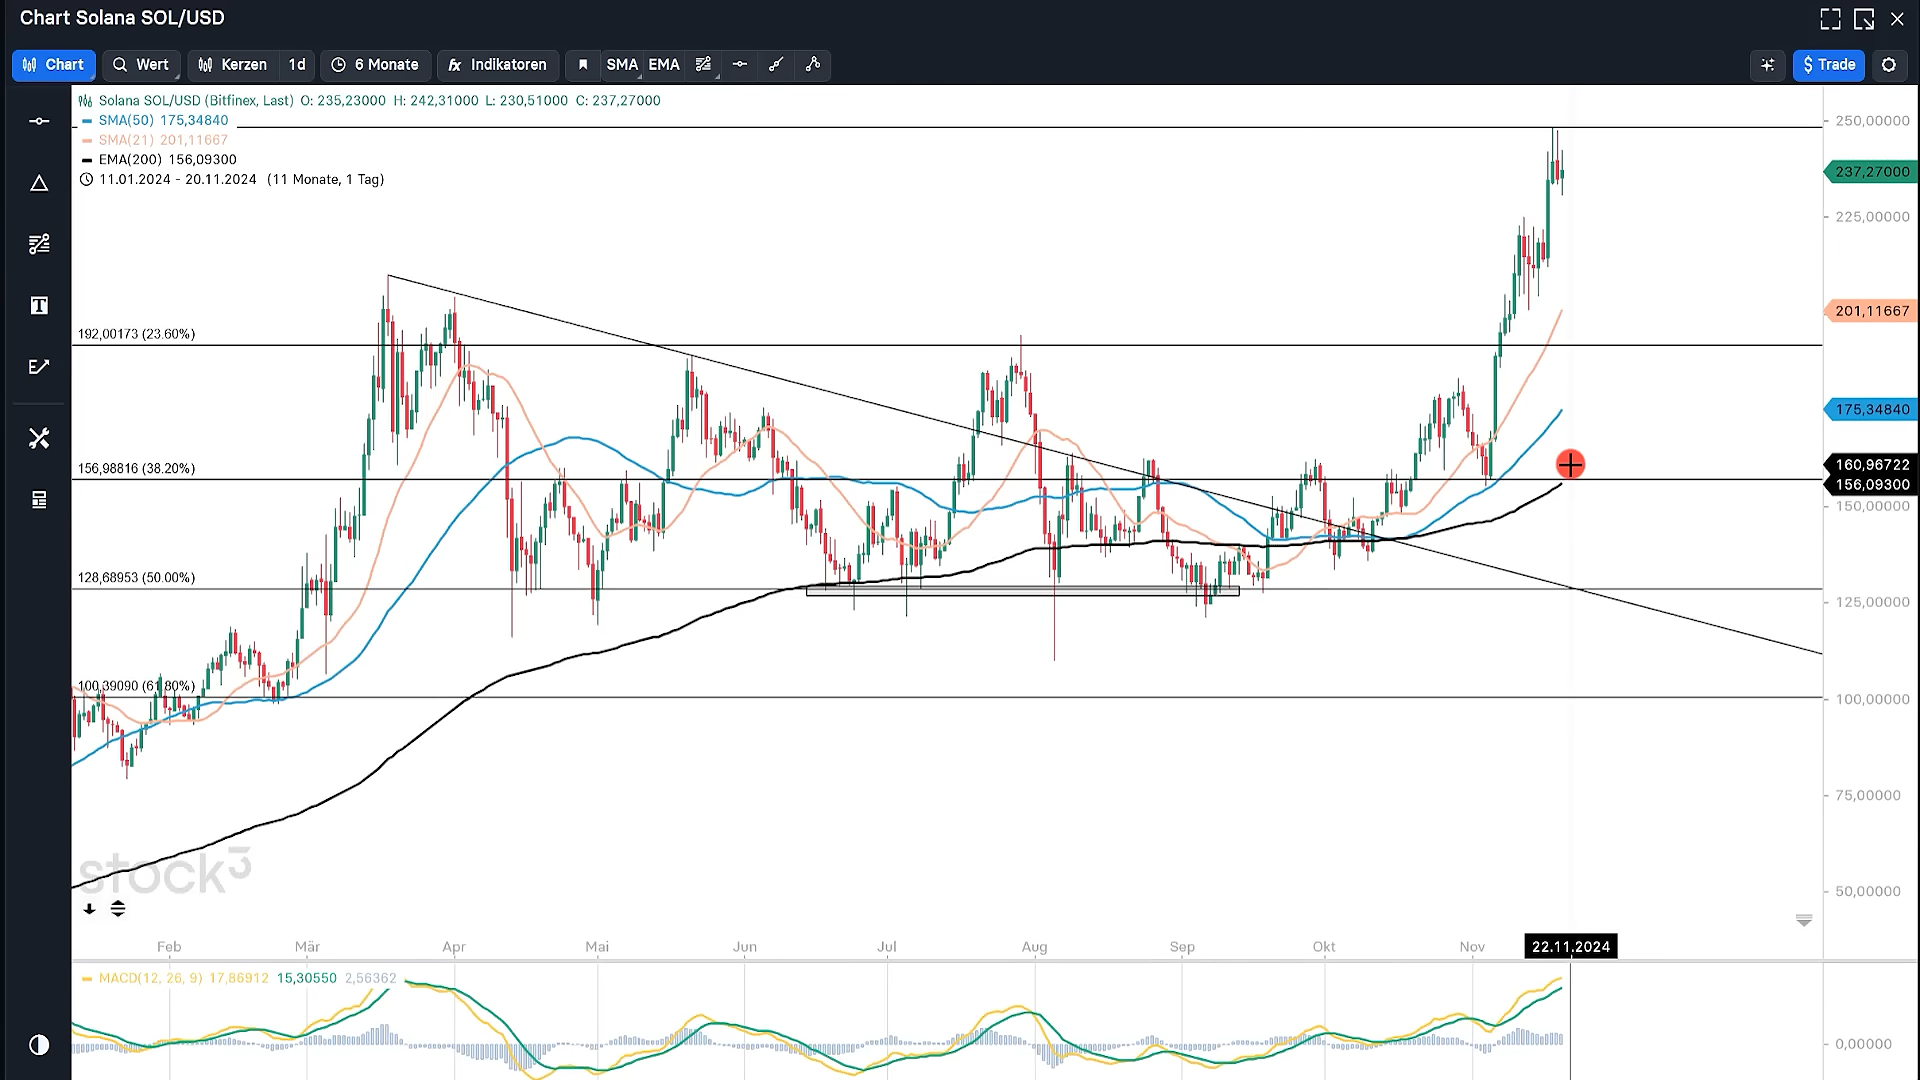 Chart Solana SOL/USD
Chart Wert Kerzen 1d 6 Monate fx Indikatoren SMA EMA $ Trade
Solana SOL/USD (Bitfinex, Last) O: 235,23000 H: 242,31000 L: 230,51000 C: 237,27000
SMA(50) 175,34840
SMA(21) 201,11667
EMA(200) 156,09300
11.01.2024 - 20.11.2024 (11 Monate, 1 Tag)
250,00000
237,27000
225,00000
201,11667
192,00173 (23.60%)
175,34840
156,98816 (38.20%)
160,96722
156,09300
150,00000
128,68953 (50.00%)
125,00000
100,39090 (61.80%)
100,00000
75,00000
stock3
50,00000
Feb Mär Apr Mai Jun Jul Aug Sep Okt Nov 22.11.2024
MACD(12, 26, 9) 17,86912 15,30550 2,56362
0,00000